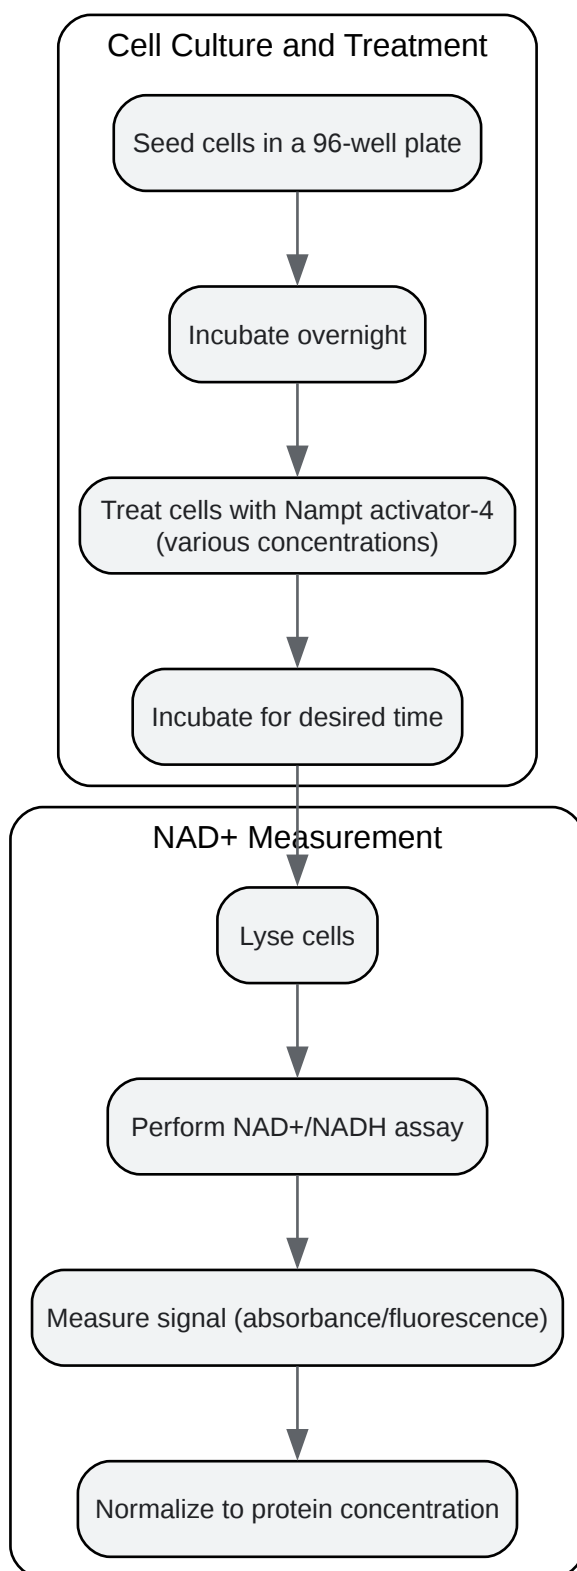 Cell Culture and Treatment
Seed cells in a 96-well plate
Incubate overnight
Treat cells with Nampt activator-4
(various concentrations)
Incubate for desired time
NAD+ Measurement
Lyse cells
Perform NAD+/NADH assay
Measure signal (absorbance/fluorescence)
Normalize to protein concentration